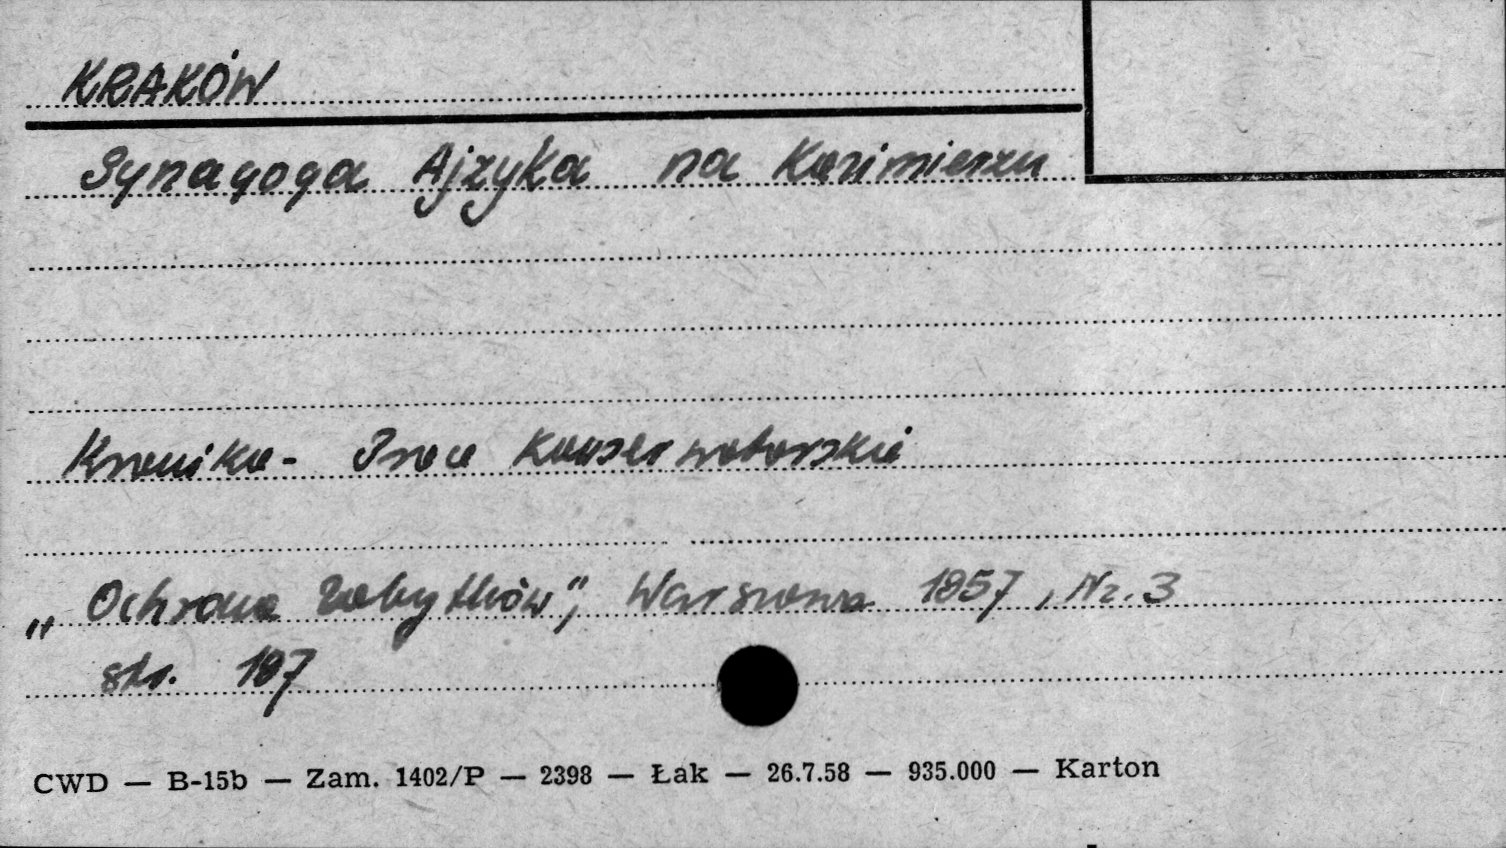 KRAKÓW
Synagoga Ajzyka na Kazimierzu
Kronika - Prace konserwatorskie
„Ochrona Zabytków”, Warszawa 1957, Nr. 3
str. 197
CWD — B-15b — Zam. 1402/P — 2398 — Łak — 26.7.58 — 935.000 — Karton